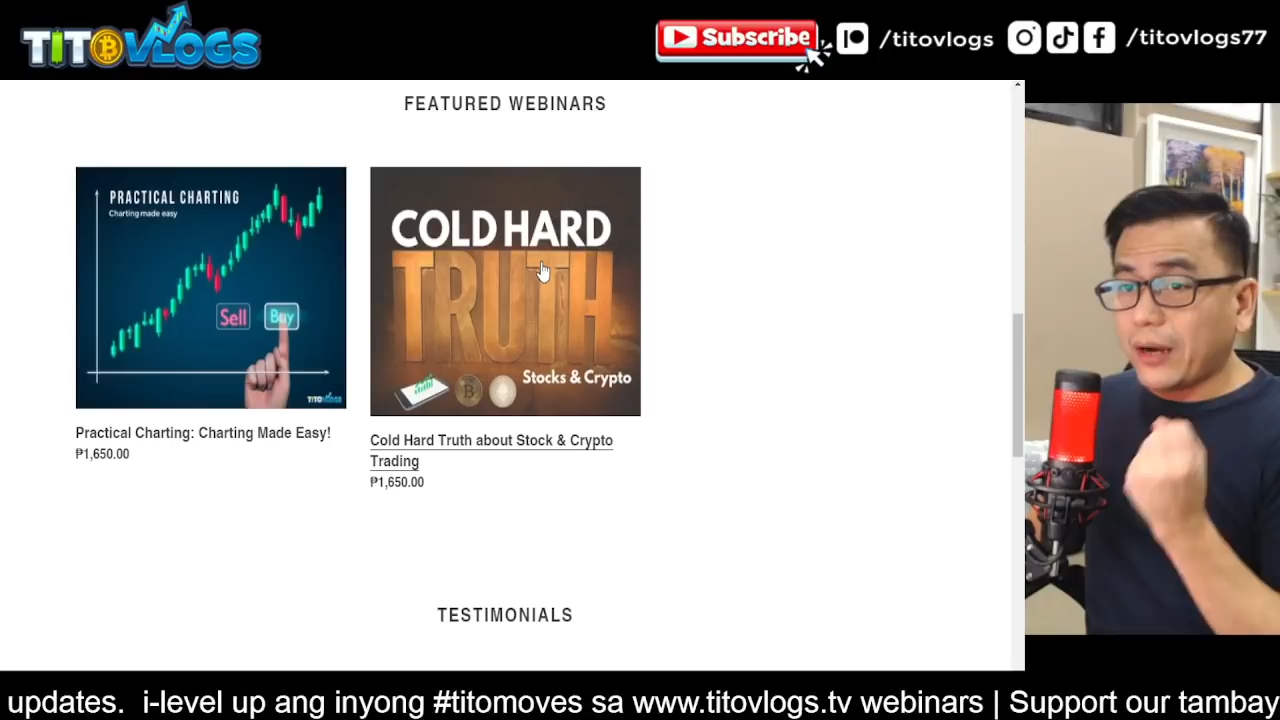 TITOVLOGS
Subscribe
/titovlogs
/titovlogs77
FEATURED WEBINARS
PRACTICAL CHARTING
Charting made easy
Sell
Buy
TITOVLOGS
COLD HARD
TRUTH
Stocks & Crypto
Practical Charting: Charting Made Easy!
₱1,650.00
Cold Hard Truth about Stock & Crypto
Trading
₱1,650.00
TESTIMONIALS
updates. i-level up ang inyong #titomoves sa www.titovlogs.tv webinars | Support our tambay